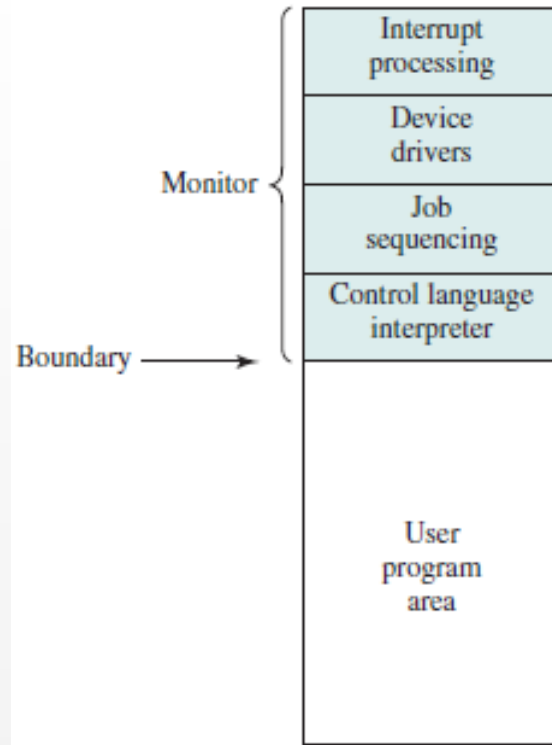 Interrupt
processing
Device
drivers
Monitor
Job
sequencing
Control language
interpreter
Boundary
User
program
area